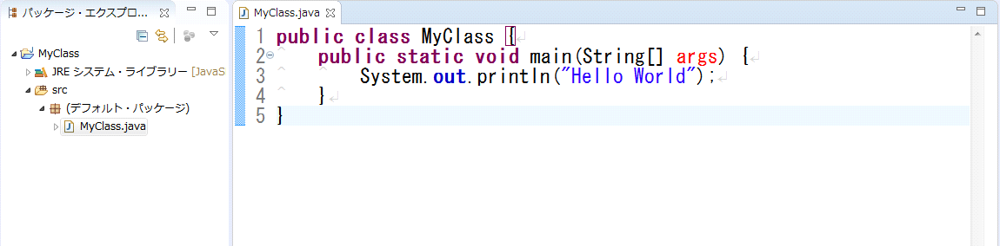 パッケージ・エクスプロ...
MyClass
JRE システム・ライブラリー [JavaS
src
(デフォルト・パッケージ)
MyClass.java
MyClass.java
1 public class MyClass {
2 public static void main(String[] args) {
3 System.out.println("Hello World");
4 }
5 }